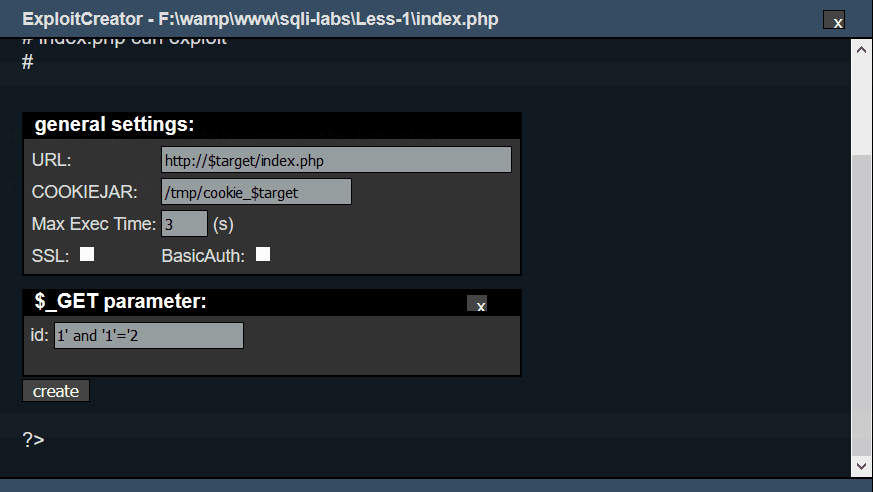 ExploitCreator - F:\wamp\www\sqli-labs\Less-1\index.php x
# index.php curl exploit
#
general settings:
URL: http://$target/index.php
COOKIEJAR: /tmp/cookie_$target
Max Exec Time: 3 (s)
SSL: BasicAuth:
$_GET parameter: x
id: 1' and '1'='2
create
?>